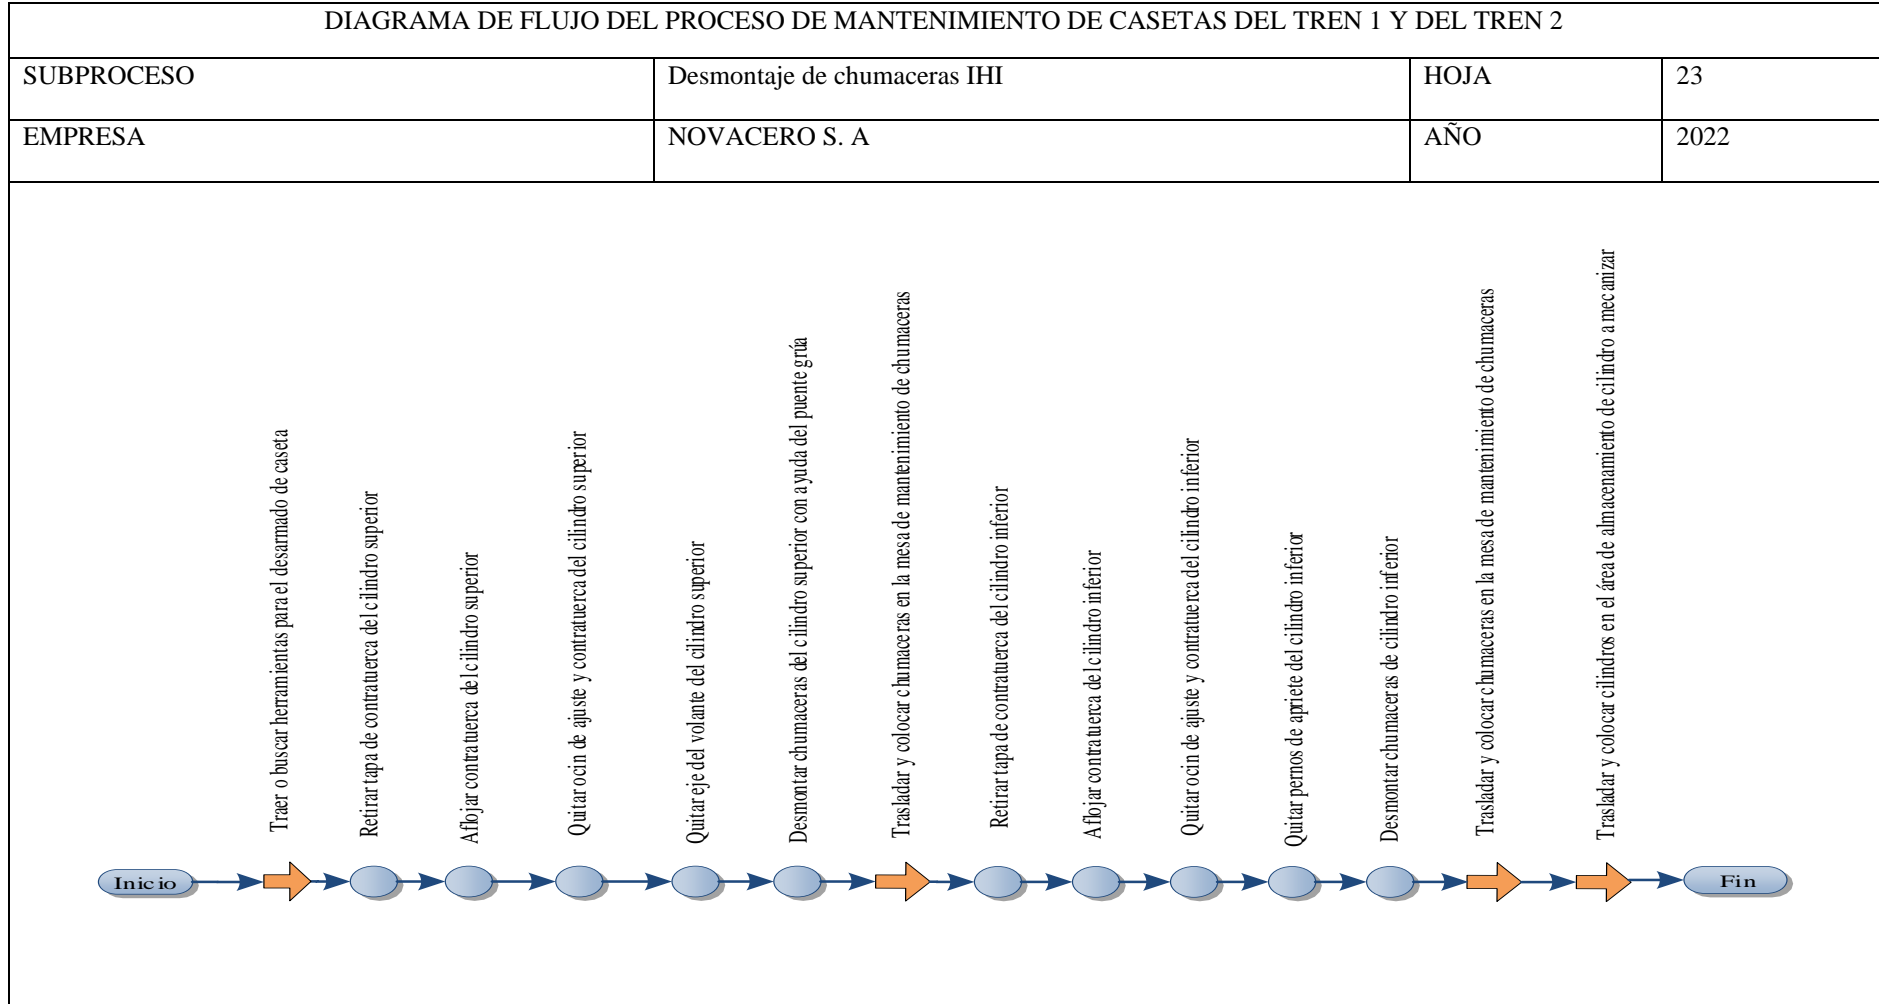 DIAGRAMA DE FLUJO DEL PROCESO DE MANTENIMIENTO DE CASETAS DEL TREN 1 Y DEL TREN 2
SUBPROCESO
Desmontaje de chumaceras IHI
HOJA
23
EMPRESA
NOVACERO S. A
AÑO
2022
Inicio
Traer o buscar herramientas para el desarmado de caseta
Retirar tapa de contratuerca del cilindro superior
Aflojar contratuerca del cilindro superior
Quitar ocin de ajuste y contratuerca del cilindro superior
Quitar eje del volante del cilindro superior
Desmontar chumaceras del cilindro superior con ayuda del puente grúa
Trasladar y colocar chumaceras en la mesa de mantenimiento de chumaceras
Retirar tapa de contratuerca del cilindro inferior
Aflojar contratuerca del cilindro inferior
Quitar ocin de ajuste y contratuerca del cilindro inferior
Quitar pernos de apriete del cilindro inferior
Desmontar chumaceras de cilindro inferior
Trasladar y colocar chumaceras en la mesa de mantenimiento de chumaceras
Trasladar y colocar cilindros en el área de almacenamiento de cilindro a mecanizar
Fin